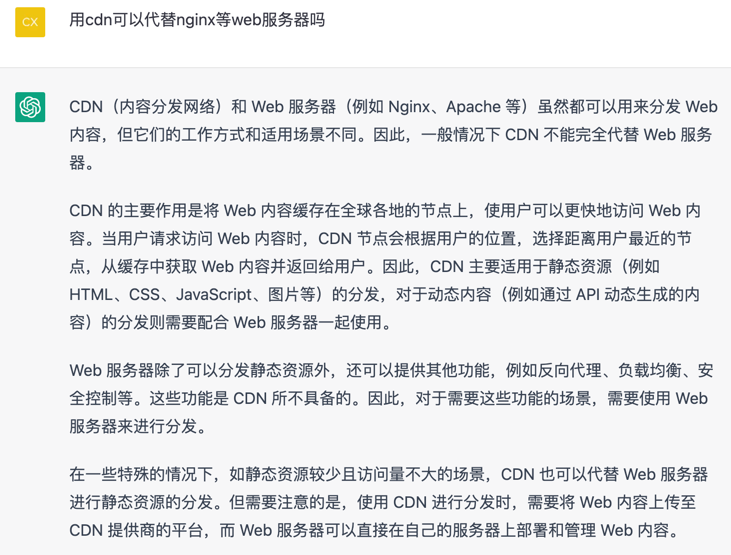 CX
用cdn可以代替nginx等web服务器吗
CDN（内容分发网络）和 Web 服务器（例如 Nginx、Apache 等）虽然都可以用来分发 Web
内容，但它们的工作方式和适用场景不同。因此，一般情况下 CDN 不能完全代替 Web 服务
器。
CDN 的主要作用是将 Web 内容缓存在全球各地的节点上，使用户可以更快地访问 Web 内
容。当用户请求访问 Web 内容时，CDN 节点会根据用户的位置，选择距离用户最近的节
点，从缓存中获取 Web 内容并返回给用户。因此，CDN 主要适用于静态资源（例如
HTML、CSS、JavaScript、图片等）的分发，对于动态内容（例如通过 API 动态生成的内
容）的分发则需要配合 Web 服务器一起使用。
Web 服务器除了可以分发静态资源外，还可以提供其他功能，例如反向代理、负载均衡、安
全控制等。这些功能是 CDN 所不具备的。因此，对于需要这些功能的场景，需要使用 Web
服务器来进行分发。
在一些特殊的情况下，如静态资源较少且访问量不大的场景，CDN 也可以代替 Web 服务器
进行静态资源的分发。但需要注意的是，使用 CDN 进行分发时，需要将 Web 内容上传至
CDN 提供商的平台，而 Web 服务器可以直接在自己的服务器上部署和管理 Web 内容。